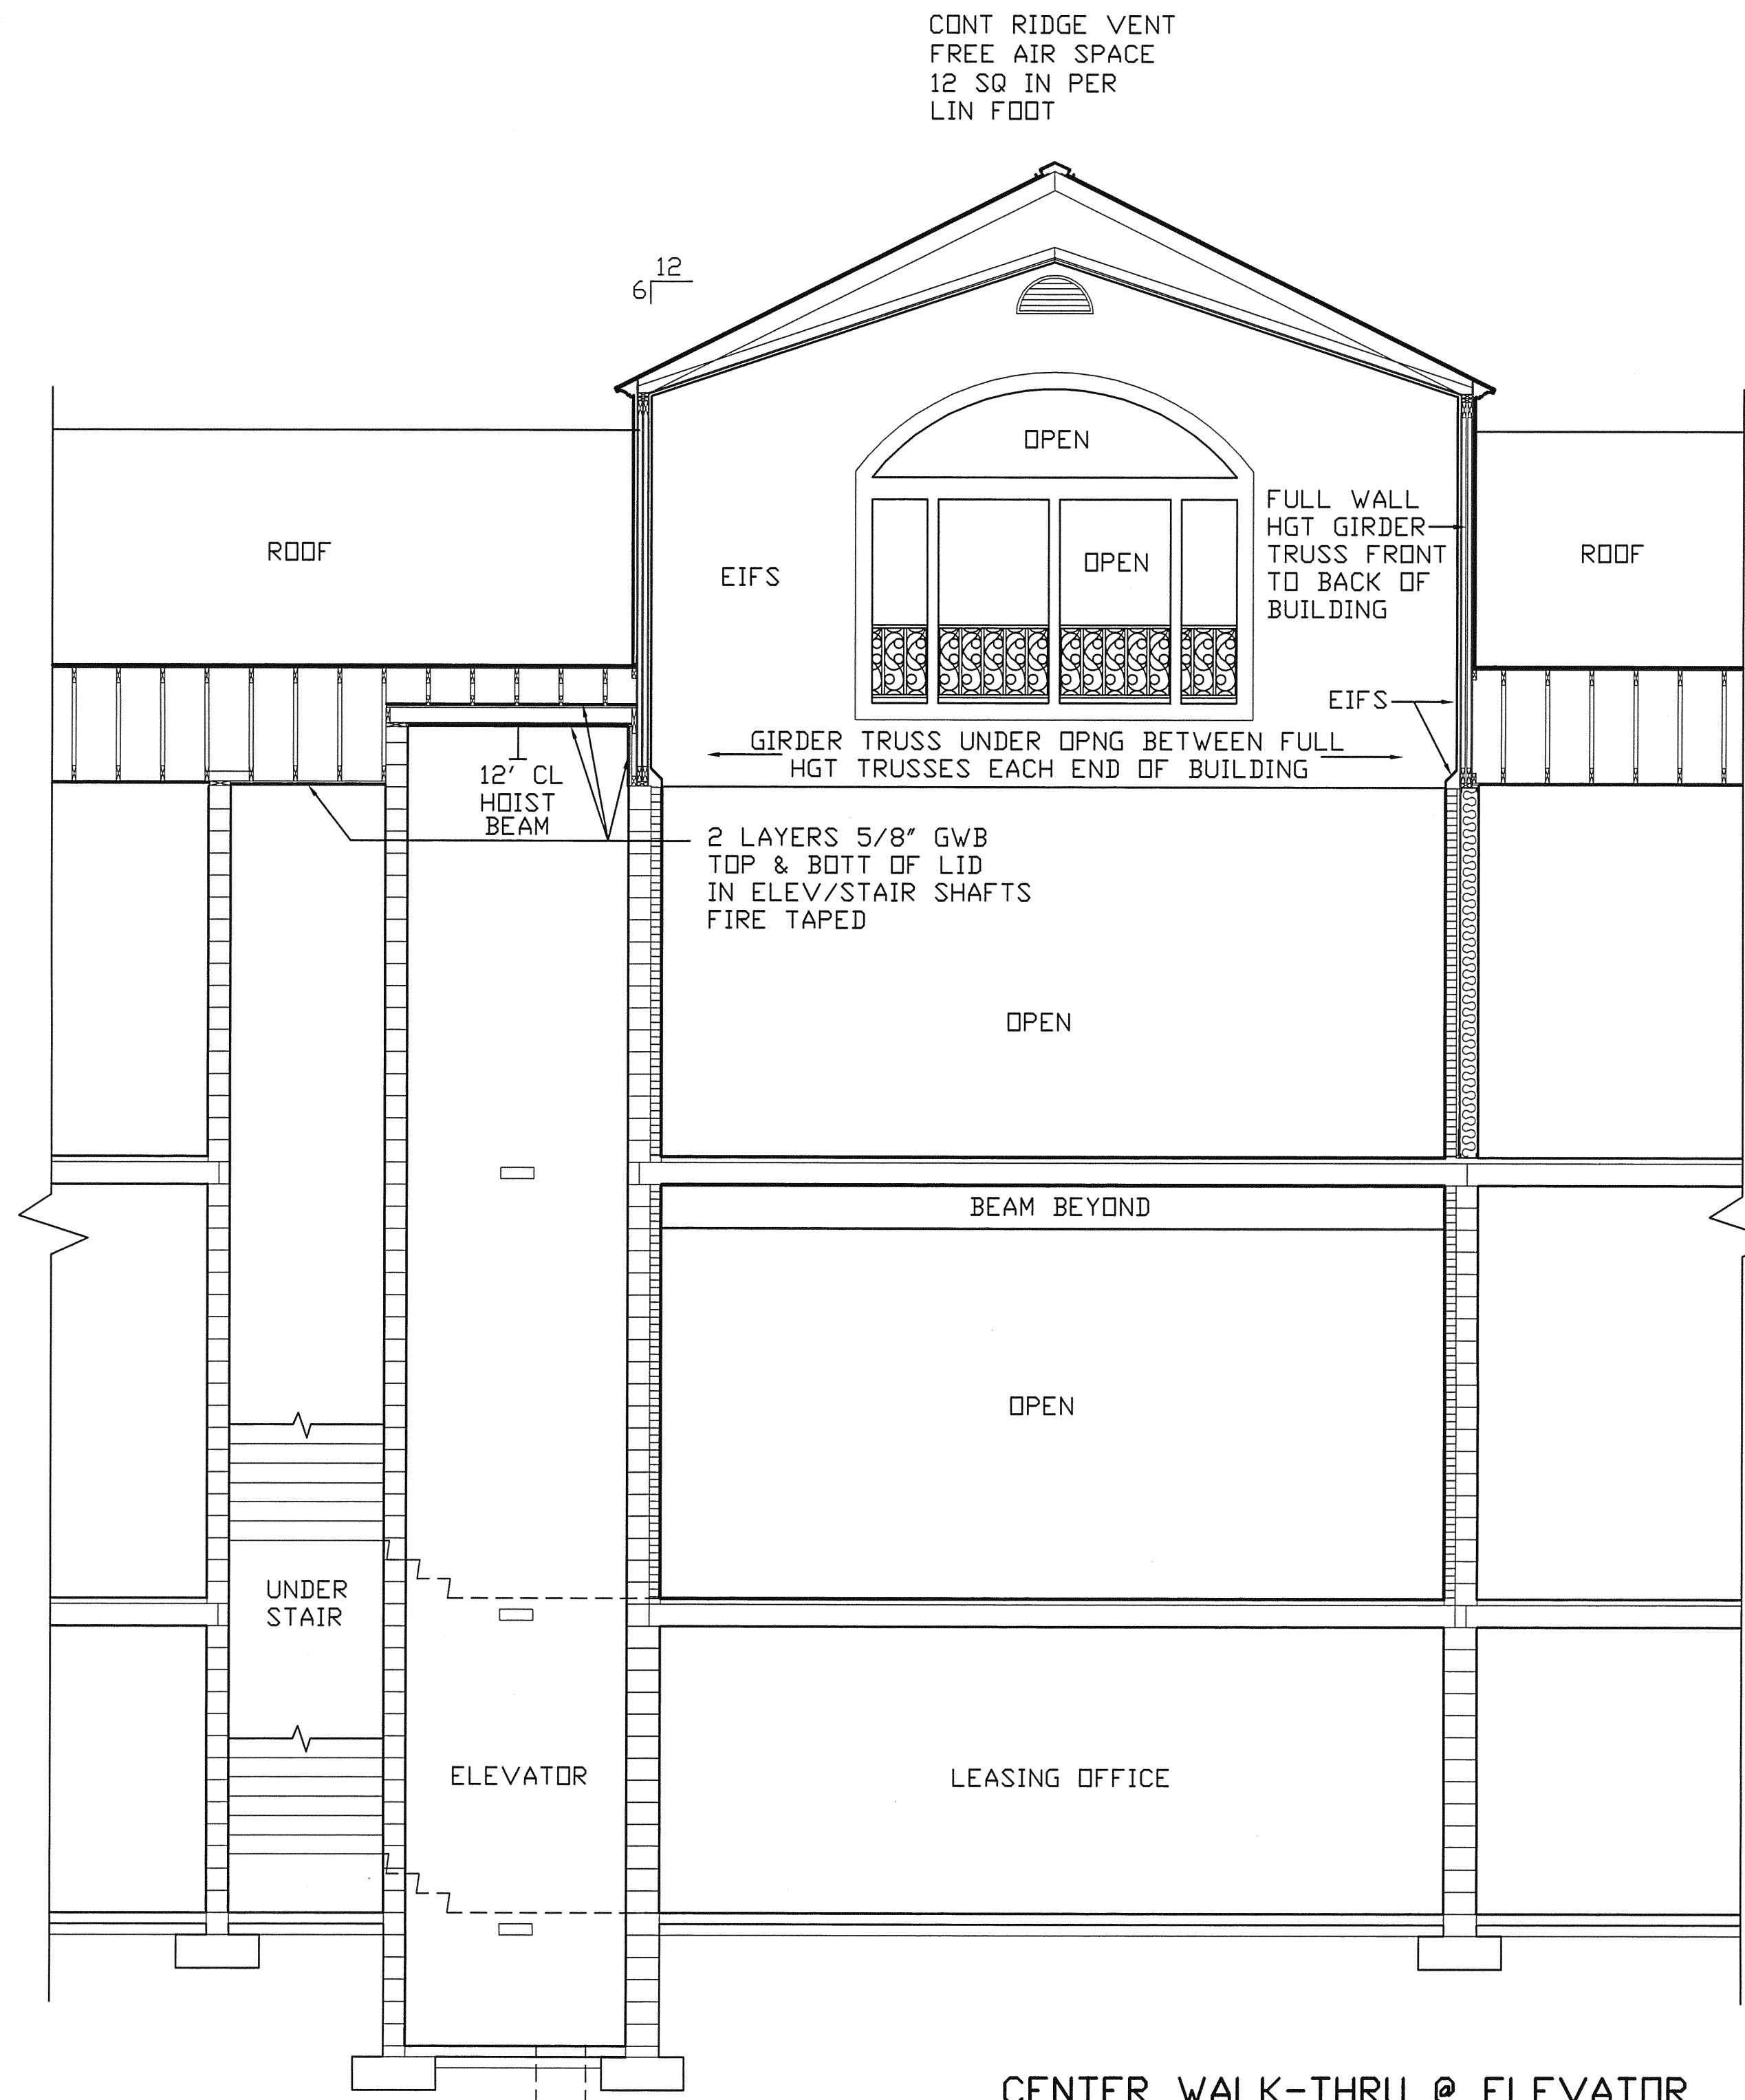 CONT RIDGE VENT
FREE AIR SPACE
12 SQ IN PER
LIN FOOT
12
6
OPEN
ROOF
EIFS
OPEN
FULL WALL
HGT GIRDER
TRUSS FRONT
TO BACK OF
BUILDING
ROOF
EIFS
GIRDER TRUSS UNDER OPNG BETWEEN FULL
HGT TRUSSES EACH END OF BUILDING
12' CL
HOIST
BEAM
2 LAYERS 5/8" GWB
TOP & BOTT OF LID
IN ELEV/STAIR SHAFTS
FIRE TAPED
OPEN
BEAM BEYOND
OPEN
UNDER
STAIR
ELEVATOR
LEASING OFFICE
CENTER WALK-THRU @ ELEVATOR